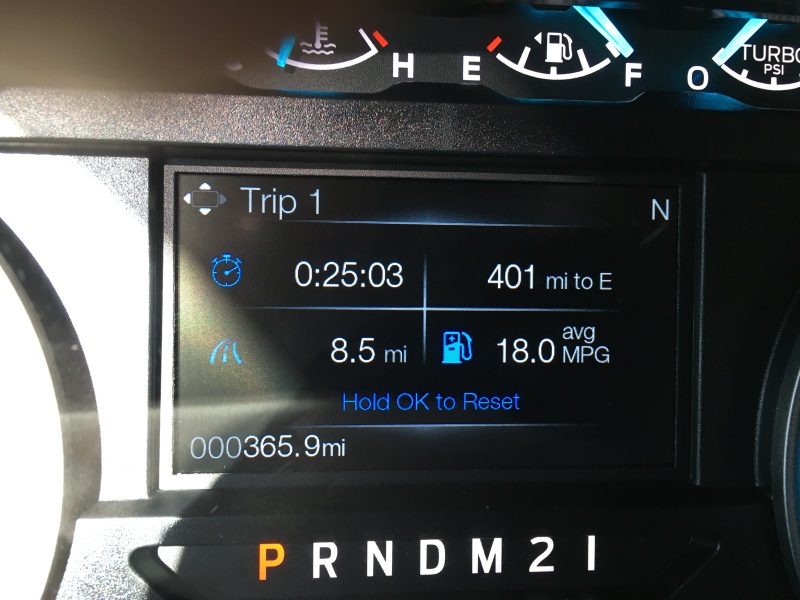 H E F O TURBO PSI
Trip 1 N
0:25:03 401 mi to E
8.5 mi 18.0 avg MPG
Hold OK to Reset
000365.9mi
P R N D M 2 1